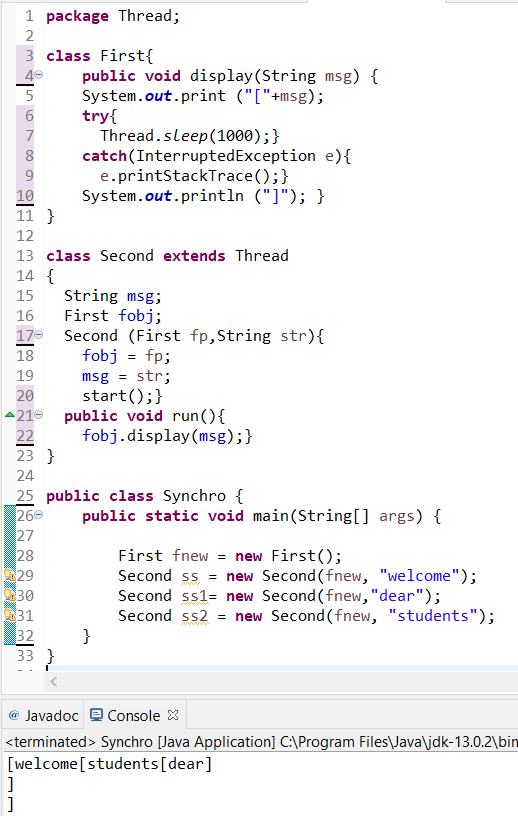 1 package Thread;
2
3 class First{
4 public void display(String msg) {
5 System.out.print ("["+msg);
6 try{
7 Thread.sleep(1000);}
8 catch(InterruptedException e){
9 e.printStackTrace();}
10 System.out.println ("]"); }
11 }
12
13 class Second extends Thread
14 {
15 String msg;
16 First fobj;
17 Second (First fp,String str){
18 fobj = fp;
19 msg = str;
20 start();}
21 public void run(){
22 fobj.display(msg);}
23 }
24
25 public class Synchro {
26 public static void main(String[] args) {
27
28 First fnew = new First();
29 Second ss = new Second(fnew, "welcome");
30 Second ss1= new Second(fnew,"dear");
31 Second ss2 = new Second(fnew, "students");
32 }
33 }
@ Javadoc Console
<terminated> Synchro [Java Application] C:\Program Files\Java\jdk-13.0.2\bin
[welcome[students[dear]
]
]